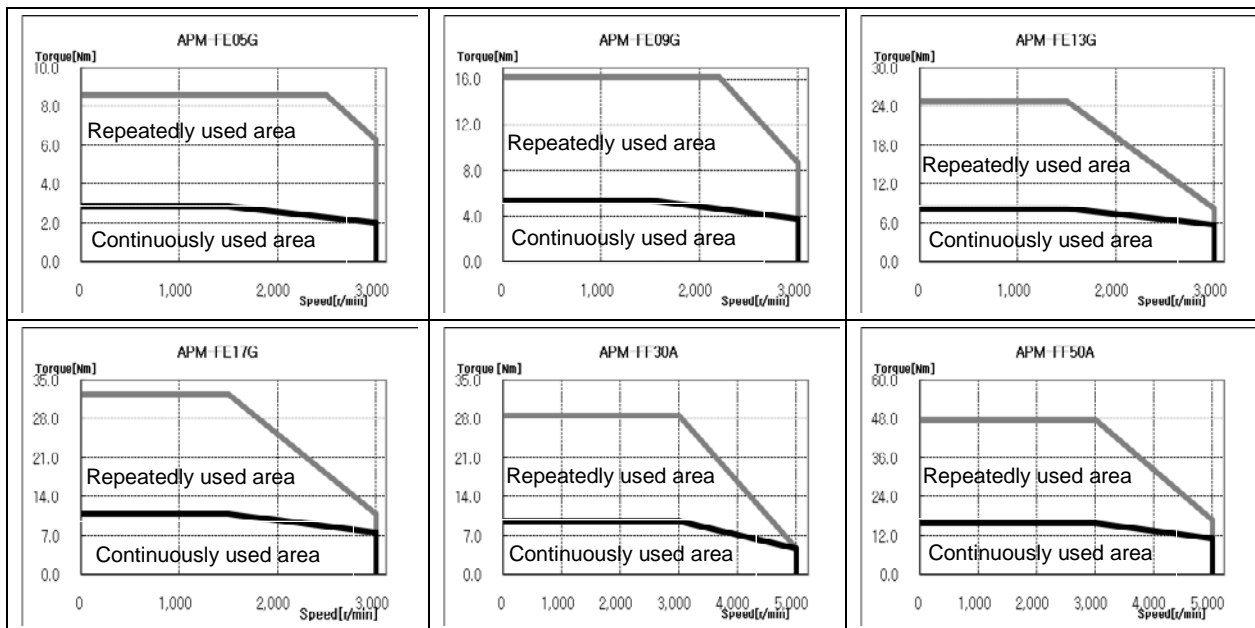 APM-FE05G
Torque[Nm]
10.0
8.0
Repeatedly used area
6.0
4.0
2.0
Continuously used area
0.0
0 1,000 2,000 3,000
Speed[r/min]
APM-FE09G
Torque[Nm]
16.0
12.0
Repeatedly used area
8.0
4.0
Continuously used area
0.0
0 1,000 2,000 3,000
Speed[r/min]
APM-FE13G
Torque[Nm]
30.0
24.0
18.0
Repeatedly used area
12.0
6.0
Continuously used area
0.0
0 1,000 2,000 3,000
Speed[r/min]
APM-FE17G
Torque[Nm]
35.0
28.0
21.0
Repeatedly used area
14.0
7.0
Continuously used area
0.0
0 1,000 2,000 3,000
Speed[r/min]
APM-FF30A
Torque [Nm]
35.0
28.0
21.0
Repeatedly used area
14.0
7.0
Continuously used area
0.0
0 1,000 2,000 3,000 4,000 5,000
Speed[r/min]
APM-FF50A
Torque[Nm]
60.0
48.0
36.0
Repeatedly used area
24.0
12.0
Continuously used area
0.0
0 1,000 2,000 3,000 4,000 5,000
Speed[r/min]